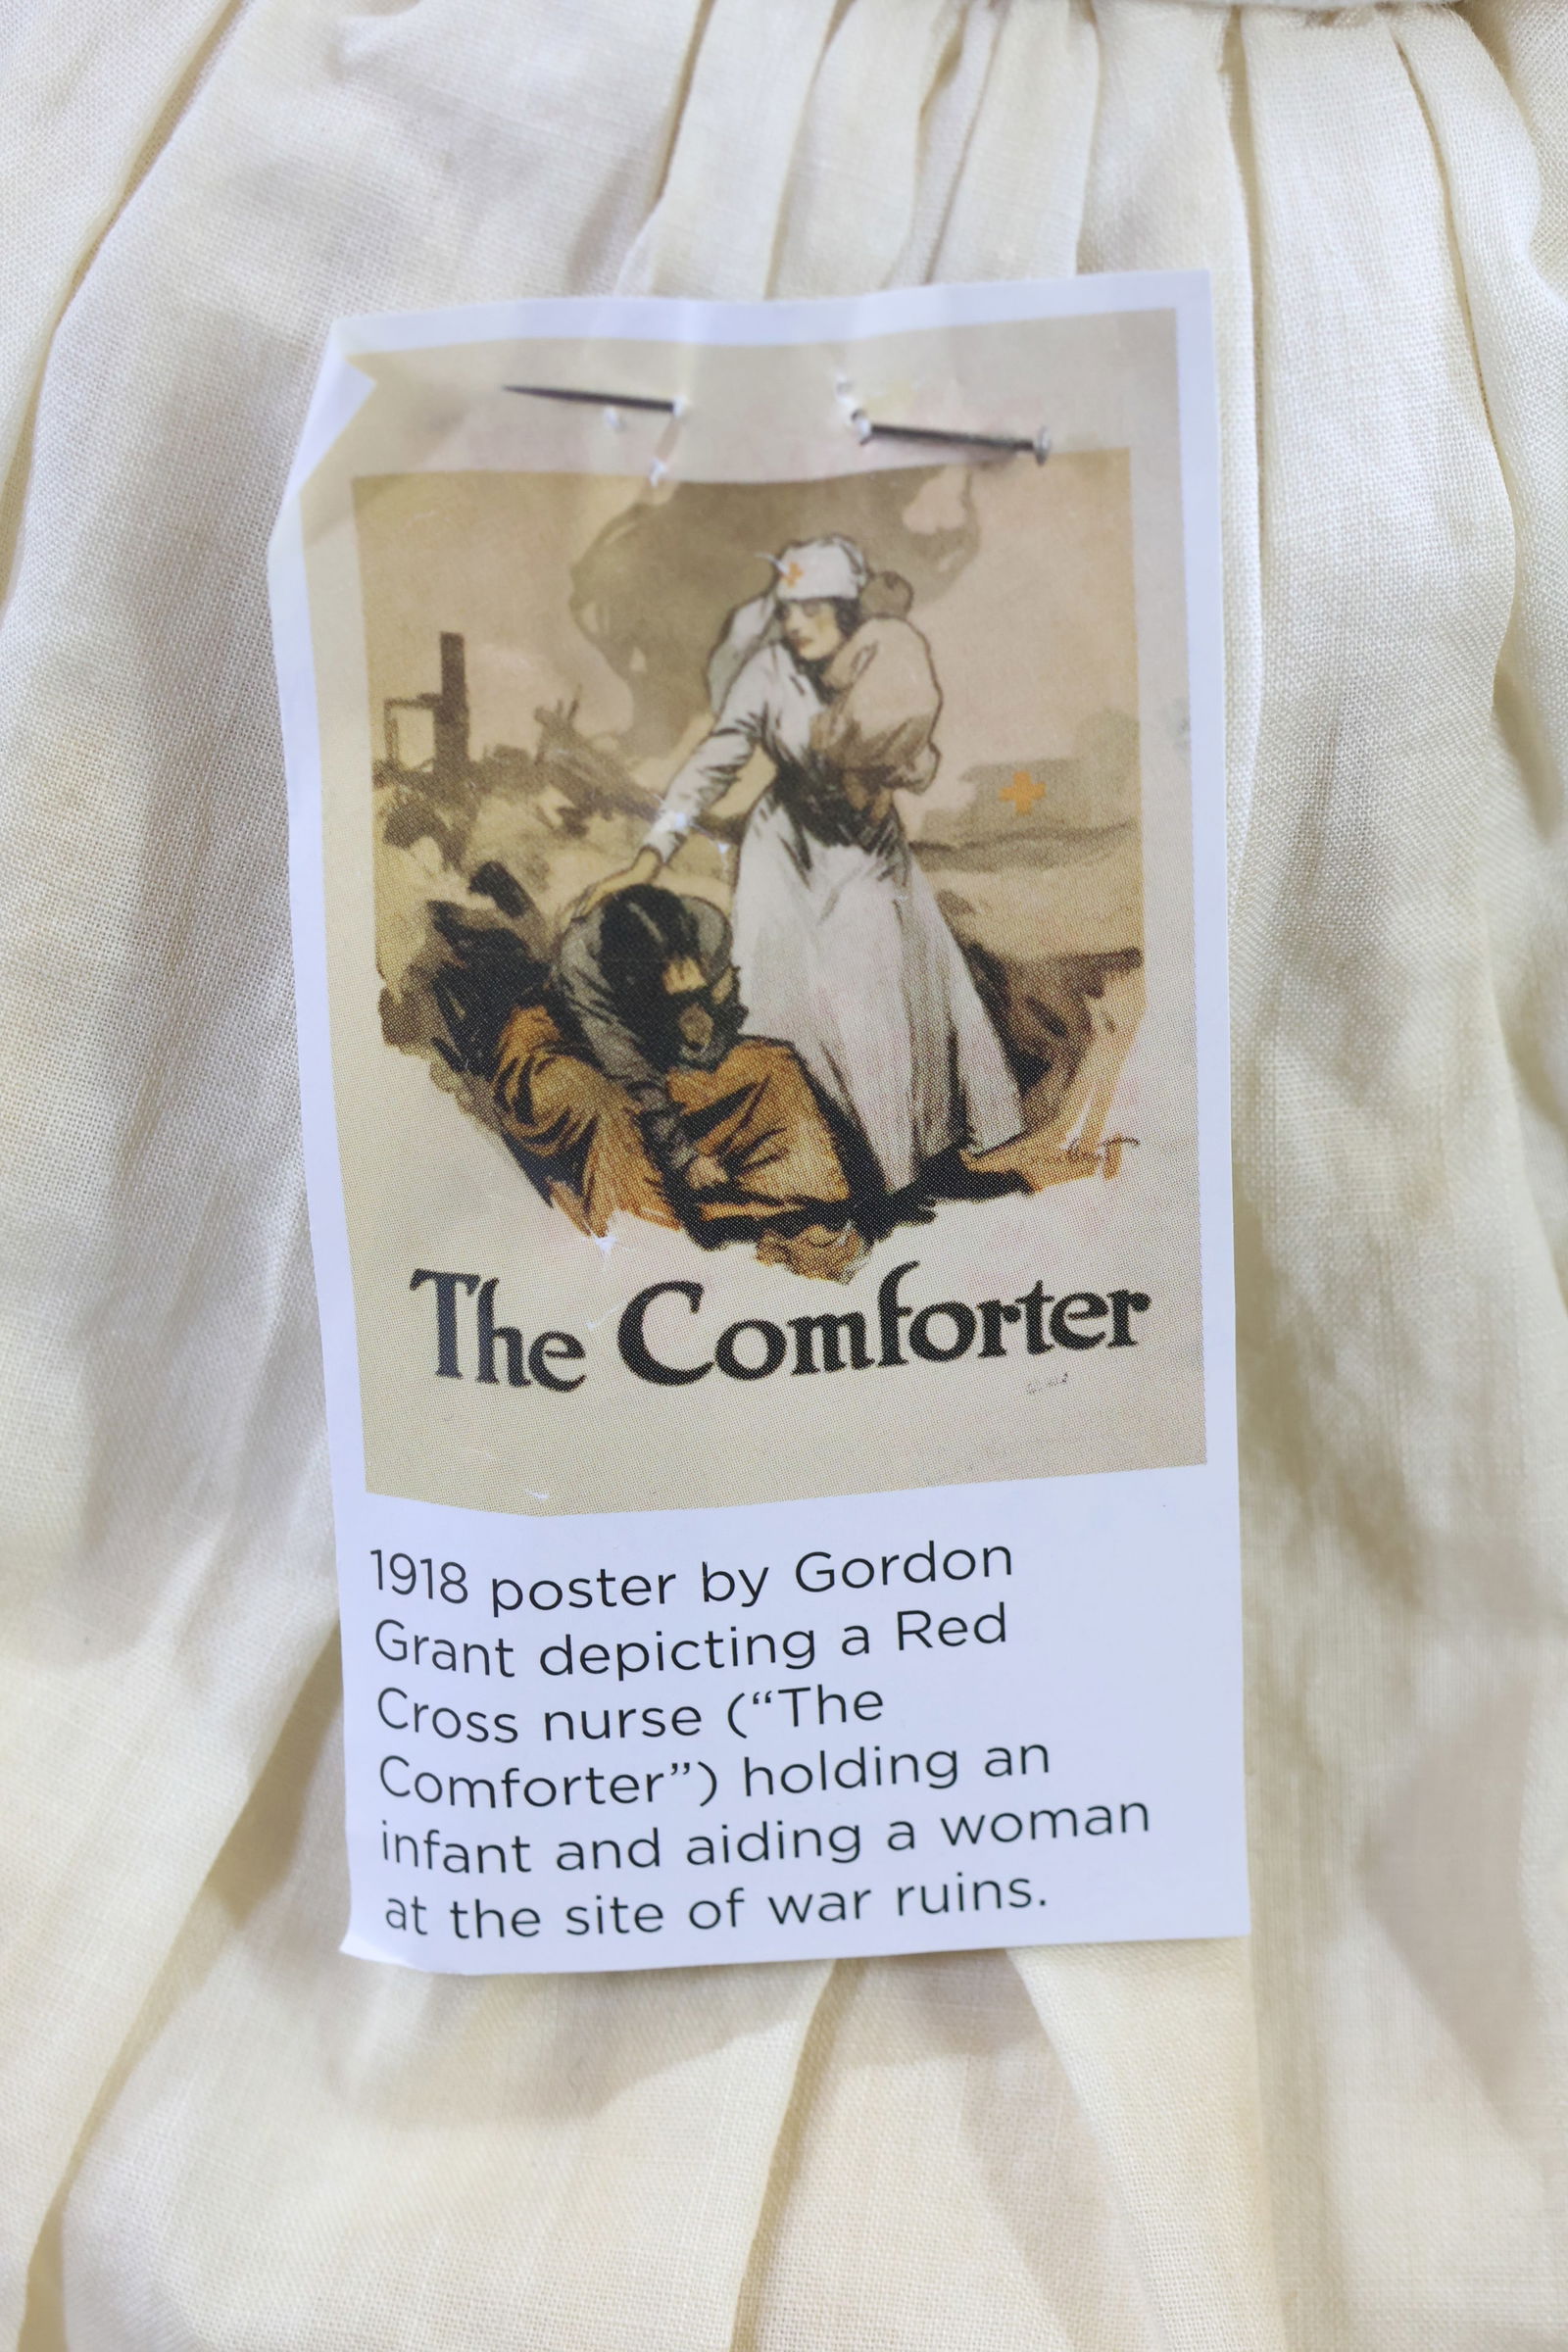 The Comforter
1918 poster by Gordon
Grant depicting a Red
Cross nurse (“The
Comforter”) holding an
infant and aiding a woman
at the site of war ruins.